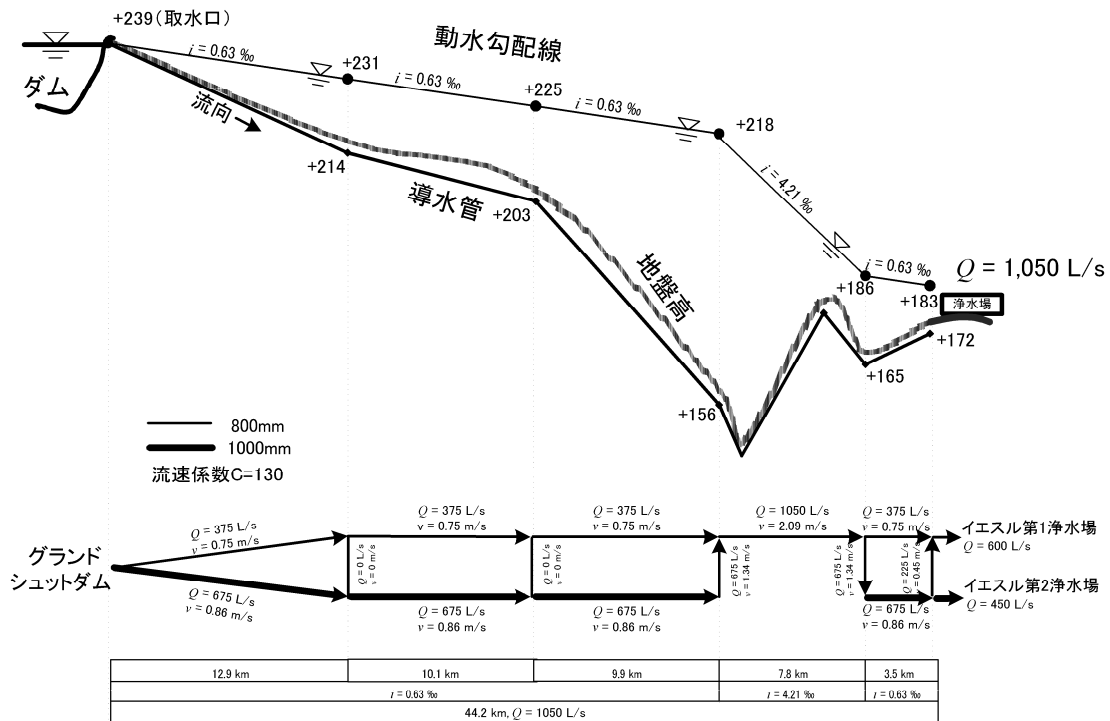 +239(取水口)
i = 0.63 ‰
動水勾配線
ダム
+231
i = 0.63 ‰
+225
i = 0.63 ‰
+218
流向
+214
導水管
+203
i = 4.21 ‰
地盤高
i = 0.63 ‰
Q = 1,050 L/s
+186
+183
浄水場
+172
+165
+156
800mm
1000mm
流速係数C=130
Q = 375 L/s
v = 0.75 m/s
Q = 375 L/s
v = 0.75 m/s
Q = 375 L/s
v = 0.75 m/s
Q = 1050 L/s
v = 2.09 m/s
Q = 375 L/s
v = 0.75 m/s
イエスル第1浄水場
Q = 600 L/s
グランド
シュットダム
Q = 0 L/s
v = 0 m/s
Q = 0 L/s
v = 0 m/s
Q = 675 L/s
v = 1.34 m/s
Q = 675 L/s
v = 1.34 m/s
Q = 225 L/s
v = 0.45 m/s
イエスル第2浄水場
Q = 450 L/s
Q = 675 L/s
v = 0.86 m/s
Q = 675 L/s
v = 0.86 m/s
Q = 675 L/s
v = 0.86 m/s
Q = 675 L/s
v = 0.86 m/s
12.9 km
10.1 km
9.9 km
7.8 km
3.5 km
i = 0.63 ‰
i = 4.21 ‰
i = 0.63 ‰
44.2 km, Q = 1050 L/s